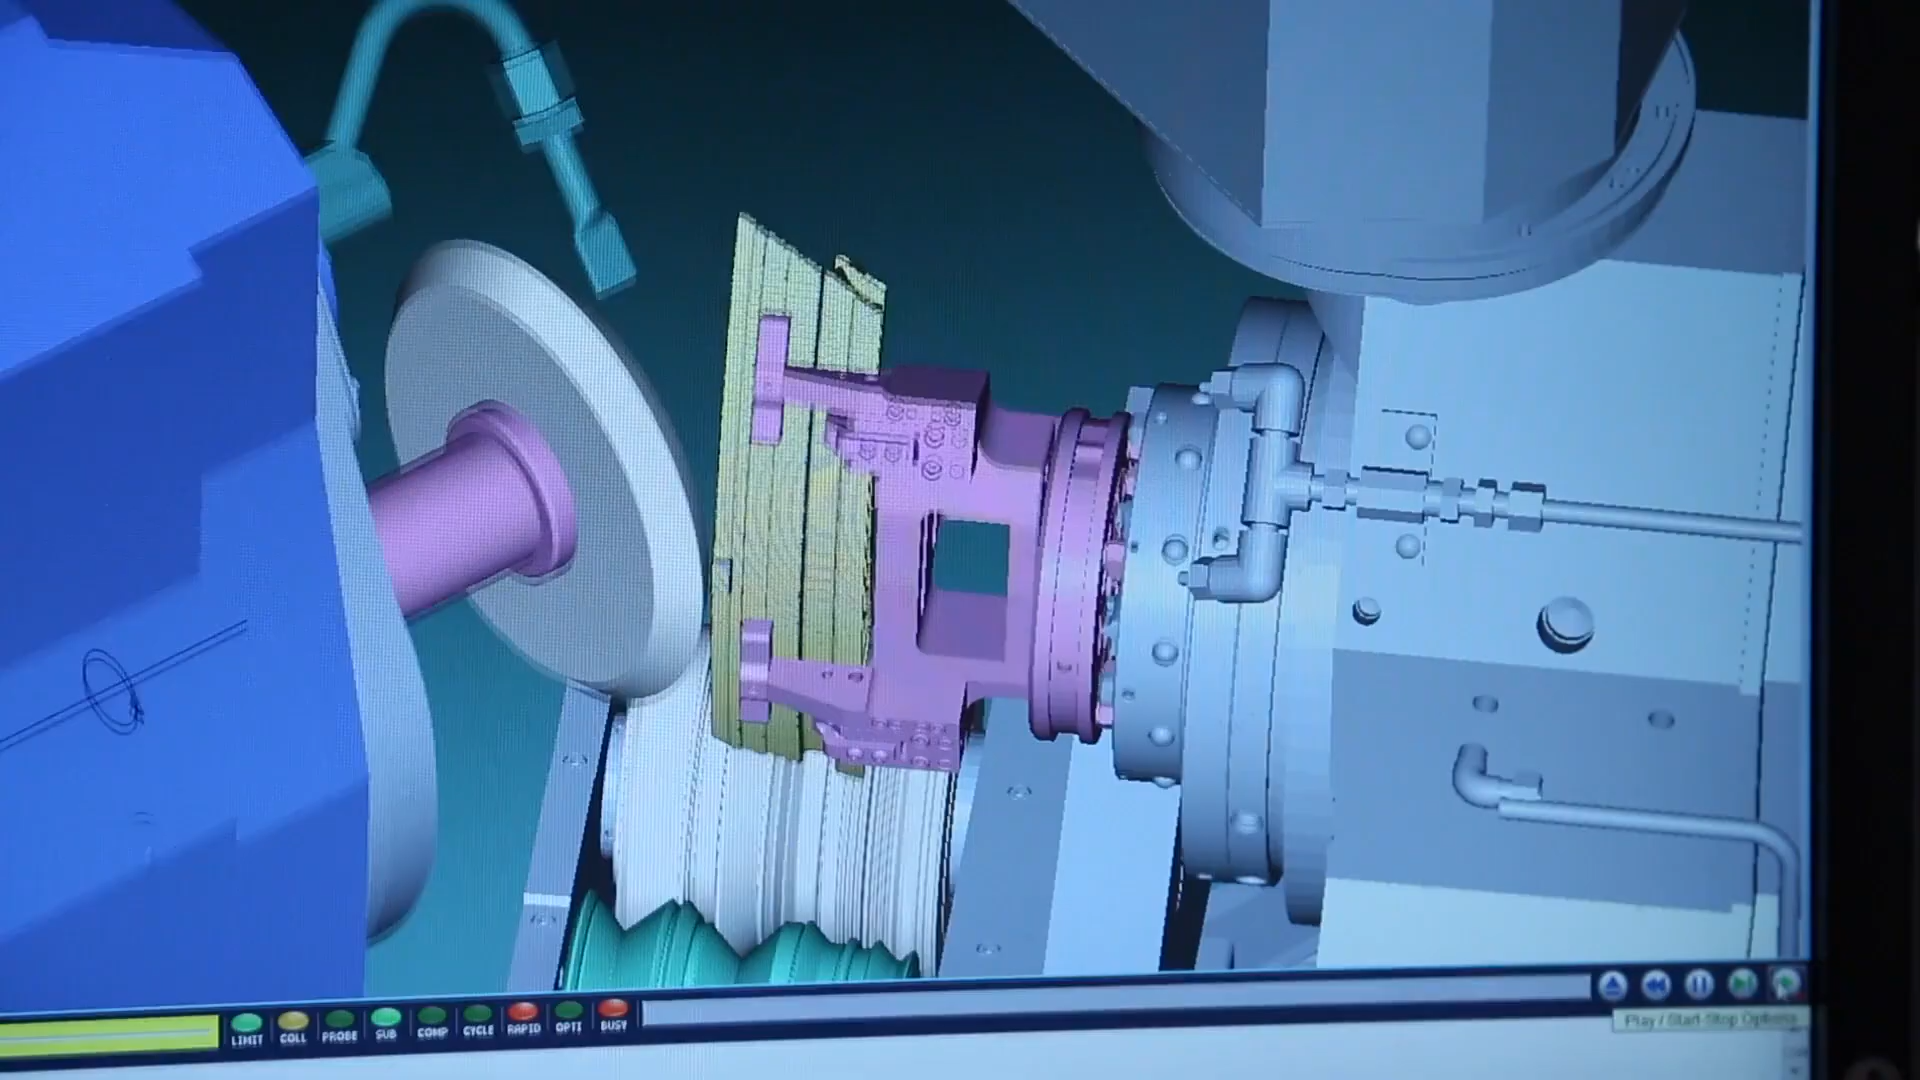 LIMIT COLL PROBE SUB COMP CYCLE RAPID OPTI BUSY
Play / Start-Stop Options